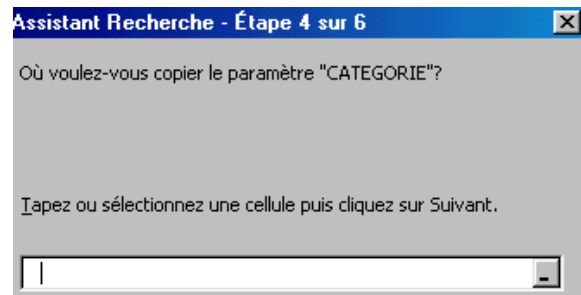 Assistant Recherche - Étape 4 sur 6
Où voulez-vous copier le paramètre "CATEGORIE"?
Tapez ou sélectionnez une cellule puis cliquez sur Suivant.